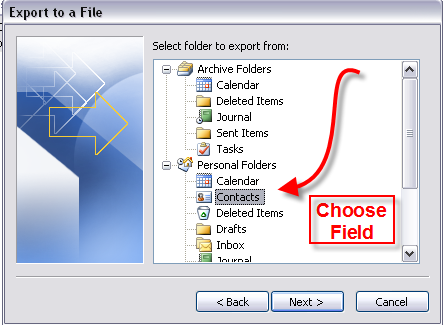 Export to a File
Select folder to export from:
Archive Folders
Calendar
Deleted Items
Journal
Sent Items
Tasks
Personal Folders
Calendar
Contacts
Deleted Items
Drafts
Inbox
Journal
Choose
Field
< Back
Next >
Cancel